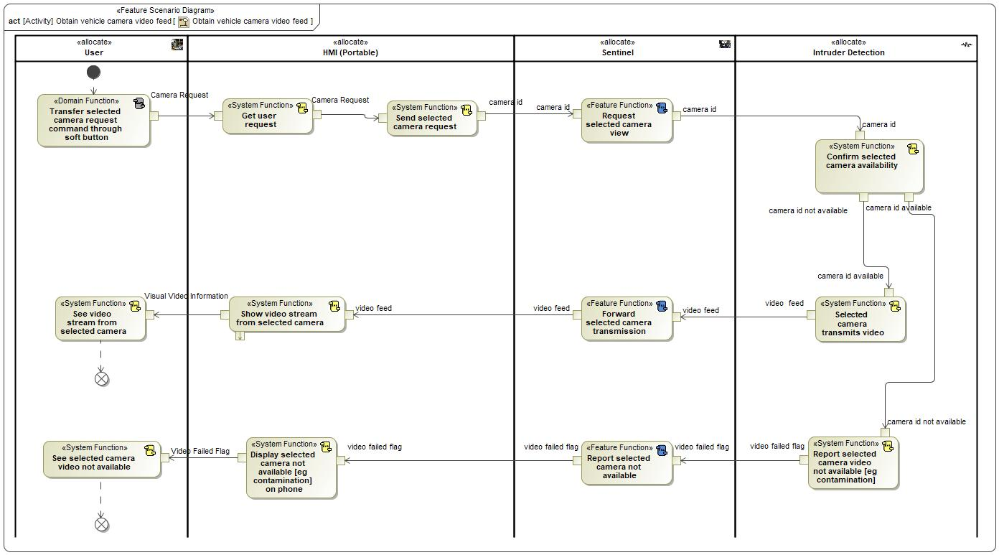 «Feature Scenario Diagram»
act [Activity] Obtain vehicle camera video feed [ Obtain vehicle camera video feed ]
«allocate»
User
«allocate»
HMI (Portable)
«allocate»
Sentinel
«allocate»
Intruder Detection
«Domain Function»
Transfer selected
camera request
command through
soft button
Camera Request
«System Function»
Get user
request
Camera Request
«System Function»
Send selected
camera request
camera id
camera id
«Feature Function»
Request
selected camera
view
camera id
camera id
«System Function»
Confirm selected
camera availability
camera id not available
camera id available
camera id available
«System Function»
See video
stream from
selected camera
Visual Video Information
«System Function»
Show video stream
from selected camera
video feed
video feed
«Feature Function»
Forward
selected camera
transmission
video feed
video feed
«System Function»
Selected
camera
transmits video
camera id not available
«System Function»
See selected camera
video not available
Video Failed Flag
«System Function»
Display selected
camera not
available [eg
contamination]
on phone
video failed flag
video failed flag
«Feature Function»
Report selected
camera not
available
video failed flag
video failed flag
«System Function»
Report selected
camera video
not available [eg
contamination]